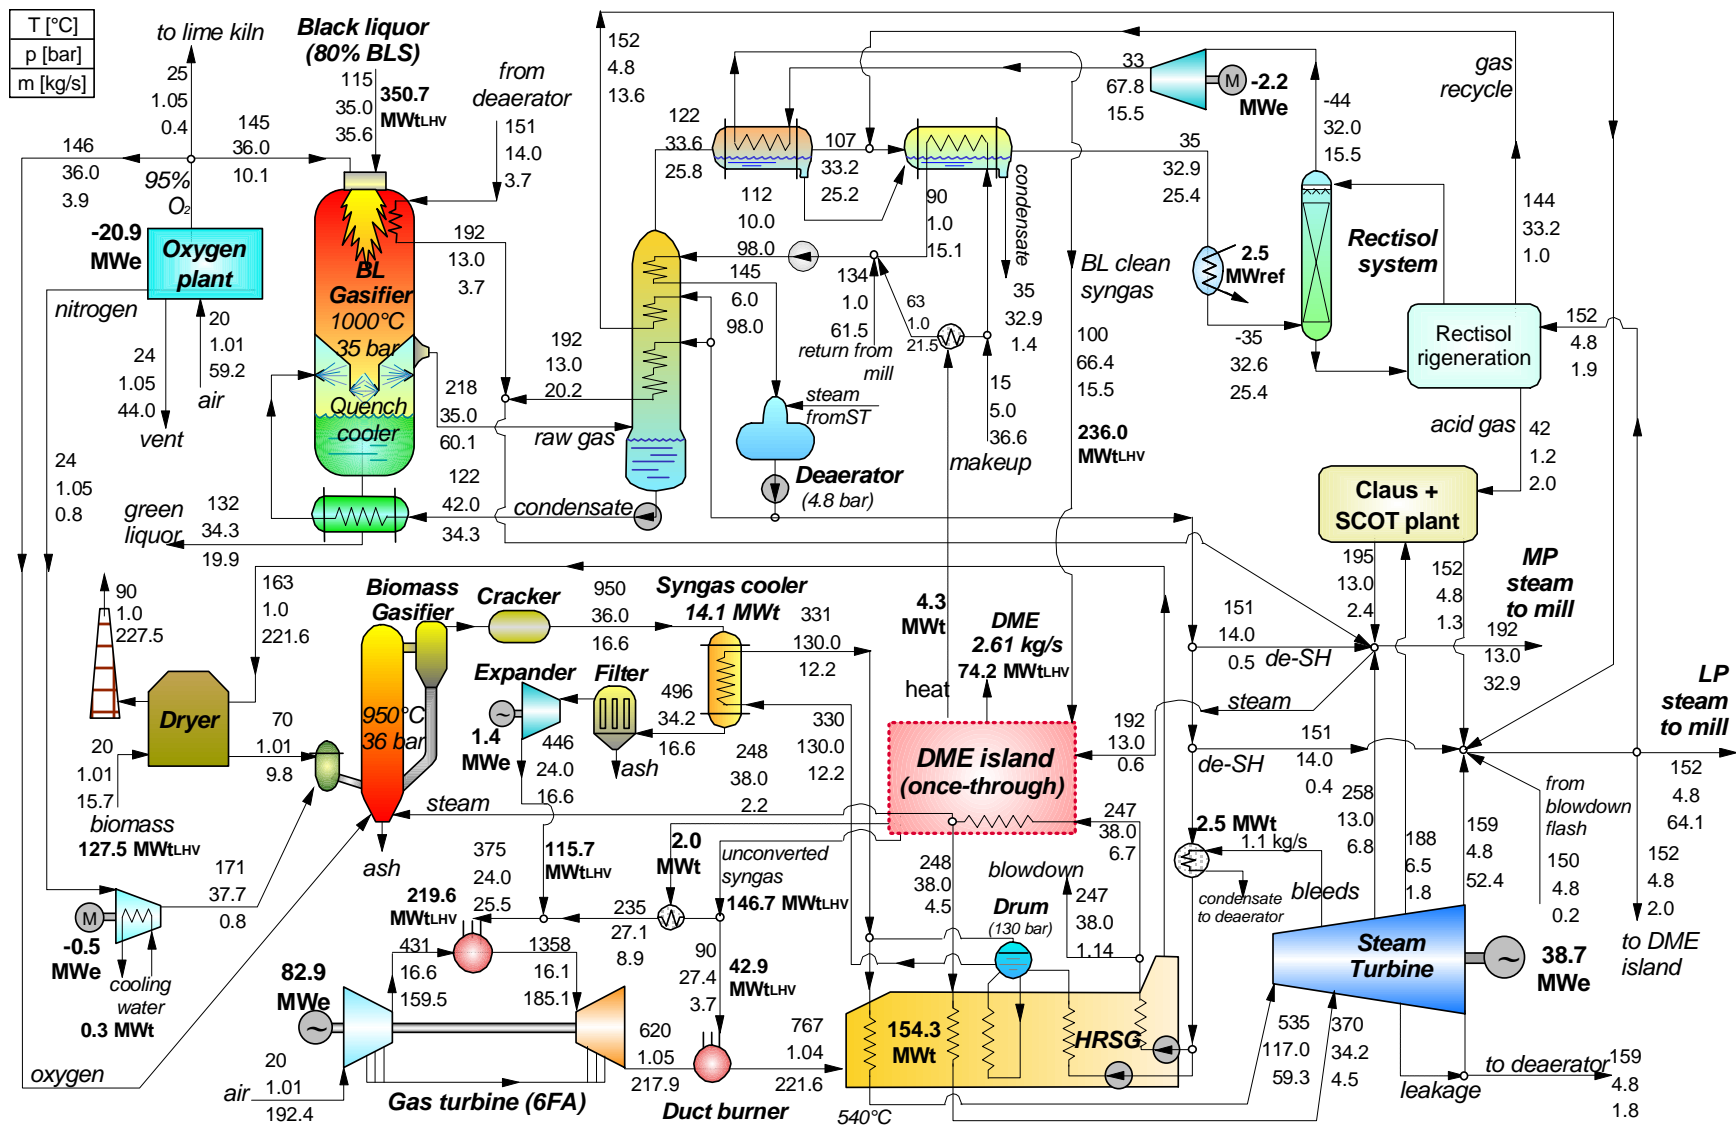 T [°C]
p [bar]
m [kg/s]
to lime kiln
25
1.05
0.4
Black liquor
(80% BLS)
115
35.0
35.6
350.7
MWtLHV
from
deaerator
151
14.0
3.7
146
36.0
3.9
145
36.0
10.1
95%
O2
-20.9
MWe
Oxygen
plant
nitrogen
20
1.01
59.2
air
24
1.05
44.0
vent
24
1.05
0.8
BL
Gasifier
1000°C
35 bar
Quench
cooler
192
13.0
3.7
218
35.0
60.1
raw gas
122
42.0
34.3
condensate
132
34.3
19.9
green
liquor
152
4.8
13.6
122
33.6
25.8
107
33.2
25.2
112
10.0
98.0
145
6.0
98.0
192
13.0
20.2
steam
fromST
Deaerator
(4.8 bar)
134
1.0
61.5
return from
mill
90
1.0
15.1
63
1.0
21.5
15
5.0
36.6
makeup
condensate
35
32.9
1.4
33
67.8
15.5
M
-2.2
MWe
-44
32.0
15.5
gas
recycle
35
32.9
25.4
2.5
MWref
-35
32.6
25.4
BL clean
syngas
100
66.4
15.5
236.0
MWtLHV
Rectisol
system
144
33.2
1.0
Rectisol
rigeneration
152
4.8
1.9
acid gas
42
1.2
2.0
Claus +
SCOT plant
195
13.0
2.4
152
4.8
1.3
MP
steam
to mill
192
13.0
32.9
LP
steam
to mill
152
4.8
64.1
152
4.8
2.0
to DME
island
from
blowdown
flash
150
4.8
0.2
151
14.0
0.5
de-SH
steam
192
13.0
0.6
151
14.0
0.4
de-SH
258
13.0
6.8
188
6.5
1.8
159
4.8
52.4
2.5 MWt
1.1 kg/s
bleeds
condensate
to deaerator
Steam
Turbine
38.7
MWe
535
117.0
59.3
370
34.2
4.5
leakage
to deaerator
159
4.8
1.8
90
1.0
227.5
163
1.0
221.6
Dryer
20
1.01
15.7
biomass
127.5 MWtLHV
70
1.01
9.8
Biomass
Gasifier
950°C
36 bar
Cracker
950
36.0
16.6
Syngas cooler
14.1 MWt
331
130.0
12.2
330
130.0
12.2
Expander
1.4
MWe
446
24.0
16.6
Filter
496
34.2
16.6
ash
248
38.0
2.2
steam
ash
171
37.7
0.8
M
-0.5
MWe
cooling
water
0.3 MWt
oxygen
4.3
MWt
heat
DME
2.61 kg/s
74.2 MWtLHV
DME island
(once-through)
247
38.0
6.7
248
38.0
4.5
2.0
MWt
unconverted
syngas
146.7 MWtLHV
235
27.1
8.9
90
27.4
3.7
42.9
MWtLHV
115.7
MWtLHV
375
24.0
25.5
219.6
MWtLHV
431
16.6
159.5
1358
16.1
185.1
82.9
MWe
20
1.01
192.4
air
Gas turbine (6FA)
620
1.05
217.9
Duct burner
767
1.04
221.6
blowdown
247
38.0
1.14
Drum
(130 bar)
154.3
MWt
HRSG
540°C